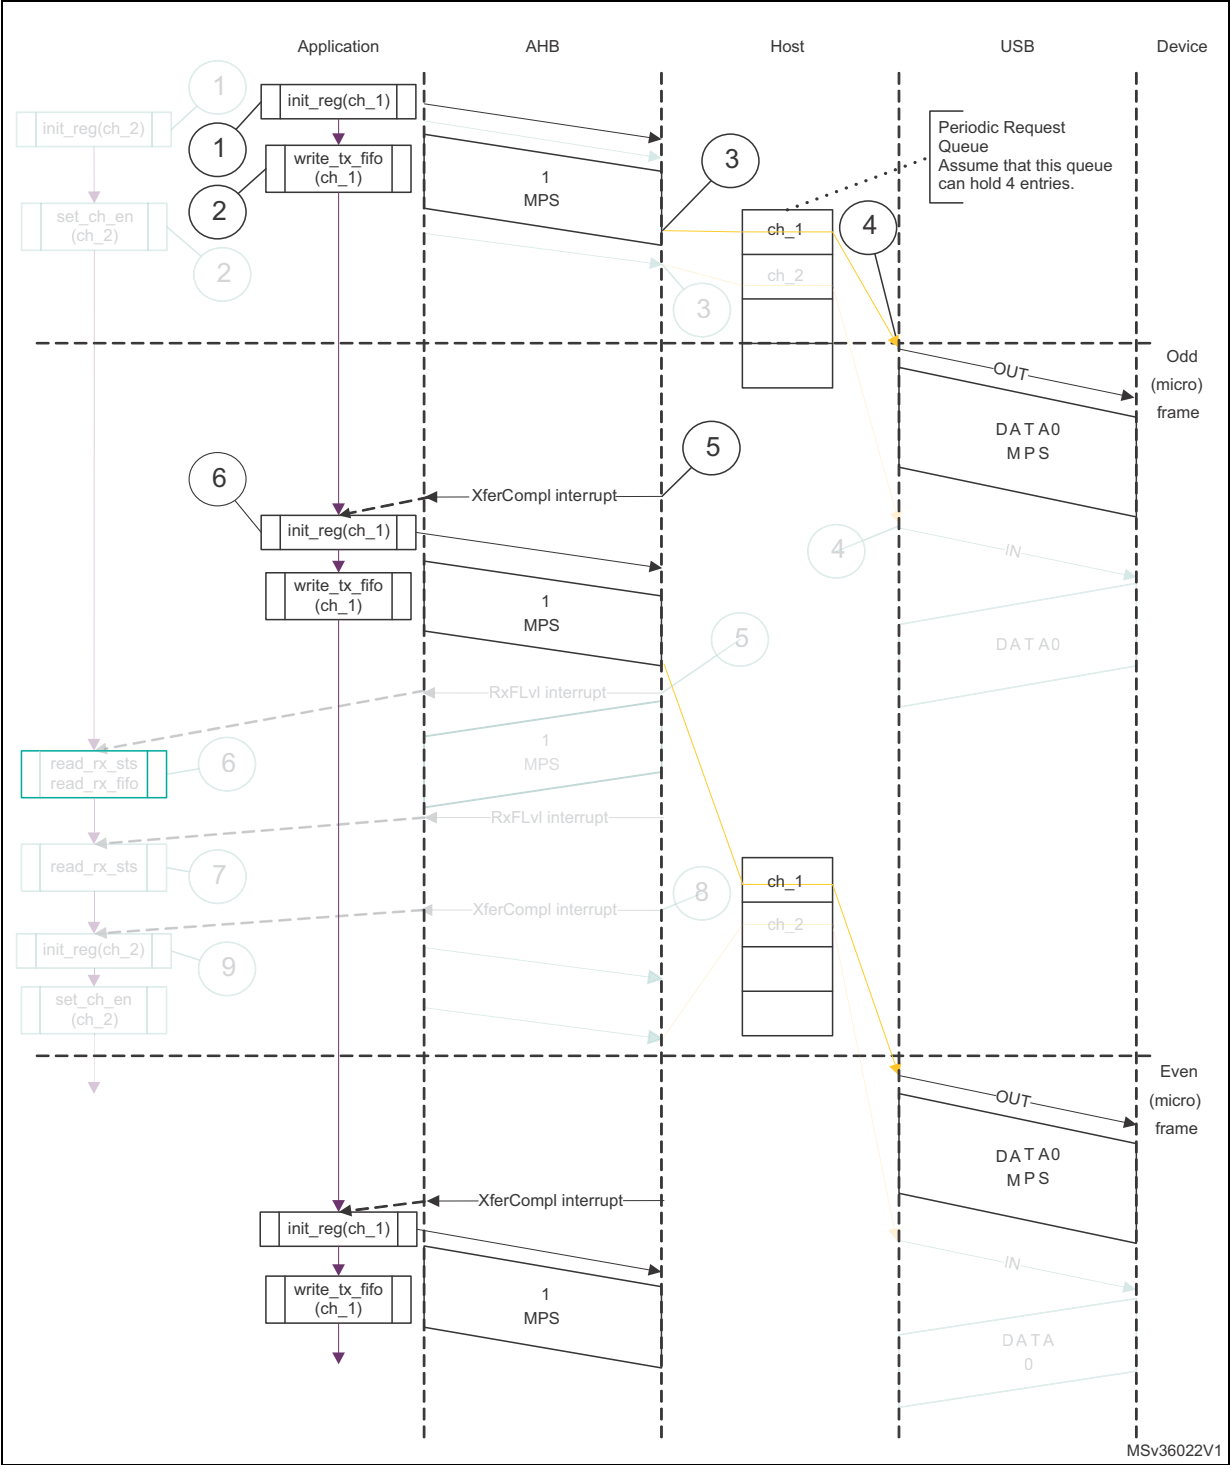 Application
AHB
Host
USB
Device
1
init_reg(ch_1)
init_reg(ch_2)
1
write_tx_fifo
(ch_1)
2
1
MPS
3
Periodic Request
Queue
Assume that this queue
can hold 4 entries.
set_ch_en
(ch_2)
2
ch_1
4
ch_2
3
Odd
(micro)
frame
OUT
DATA0
MPS
5
6
XferCompl interrupt
init_reg(ch_1)
4
IN
write_tx_fifo
(ch_1)
1
MPS
5
DATA0
RxFLvl interrupt
read_rx_sts
read_rx_fifo
6
1
MPS
RxFLvl interrupt
read_rx_sts
7
ch_1
8
XferCompl interrupt
ch_2
init_reg(ch_2)
9
set_ch_en
(ch_2)
Even
(micro)
frame
OUT
DATA0
MPS
XferCompl interrupt
init_reg(ch_1)
IN
write_tx_fifo
(ch_1)
1
MPS
DATA
0
MSv36022V1